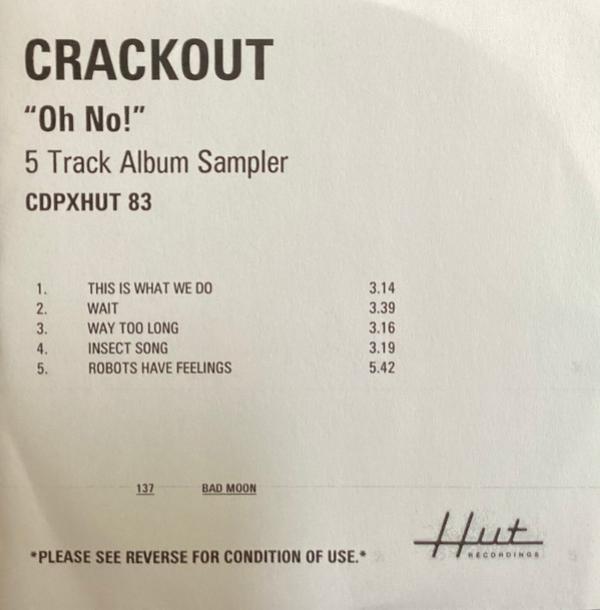 CRACKOUT
“Oh No!”
5 Track Album Sampler
CDPXHUT 83
1. THIS IS WHAT WE DO 3.14
2. WAIT 3.39
3. WAY TOO LONG 3.16
4. INSECT SONG 3.19
5. ROBOTS HAVE FEELINGS 5.42
137 BAD MOON
Hut
RECORDINGS
*PLEASE SEE REVERSE FOR CONDITION OF USE.*